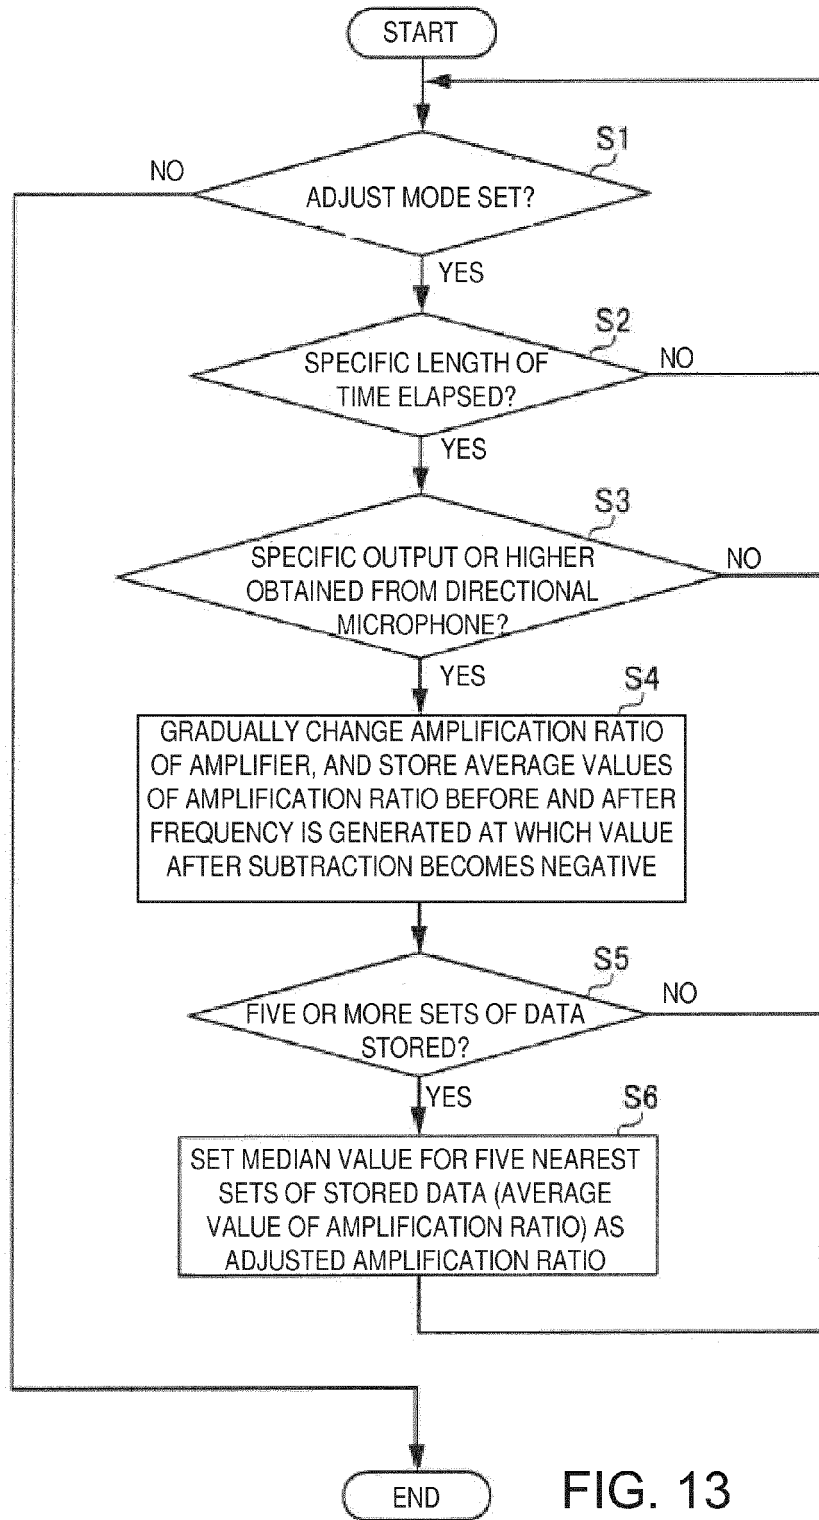 START
S1
NO
ADJUST MODE SET?
YES
S2
SPECIFIC LENGTH OF
TIME ELAPSED?
NO
YES
S3
SPECIFIC OUTPUT OR HIGHER
OBTAINED FROM DIRECTIONAL
MICROPHONE?
NO
YES
S4
GRADUALLY CHANGE AMPLIFICATION RATIO
OF AMPLIFIER, AND STORE AVERAGE VALUES
OF AMPLIFICATION RATIO BEFORE AND AFTER
FREQUENCY IS GENERATED AT WHICH VALUE
AFTER SUBTRACTION BECOMES NEGATIVE
S5
FIVE OR MORE SETS OF DATA
STORED?
NO
YES
S6
SET MEDIAN VALUE FOR FIVE NEAREST
SETS OF STORED DATA (AVERAGE
VALUE OF AMPLIFICATION RATIO) AS
ADJUSTED AMPLIFICATION RATIO
END
FIG. 13